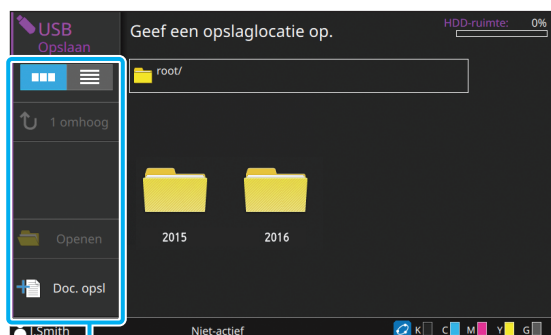 USB
Opslaan
Geef een opslaglocatie op.
HDD-ruimte: 0%
root/
1 omhoog
Openen
Doc. opsl
2015
2016
J.Smith
Niet-actief
K C M Y G